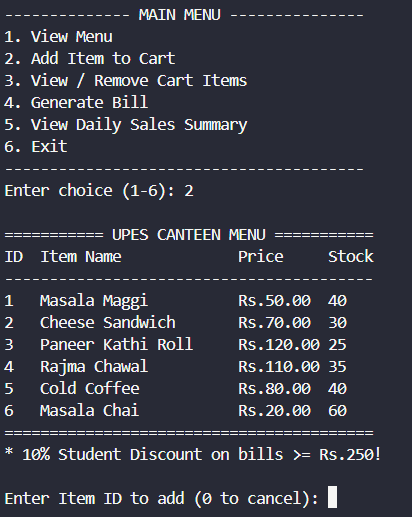 -------------- MAIN MENU ---------------
1. View Menu
2. Add Item to Cart
3. View / Remove Cart Items
4. Generate Bill
5. View Daily Sales Summary
6. Exit
----------------------------------------
Enter choice (1-6): 2

=========== UPES CANTEEN MENU ===========
ID  Item Name             Price     Stock
-----------------------------------------
1   Masala Maggi          Rs.50.00  40
2   Cheese Sandwich       Rs.70.00  30
3   Paneer Kathi Roll     Rs.120.00 25
4   Rajma Chawal          Rs.110.00 35
5   Cold Coffee           Rs.80.00  40
6   Masala Chai           Rs.20.00  60
=========================================
* 10% Student Discount on bills >= Rs.250!

Enter Item ID to add (0 to cancel):